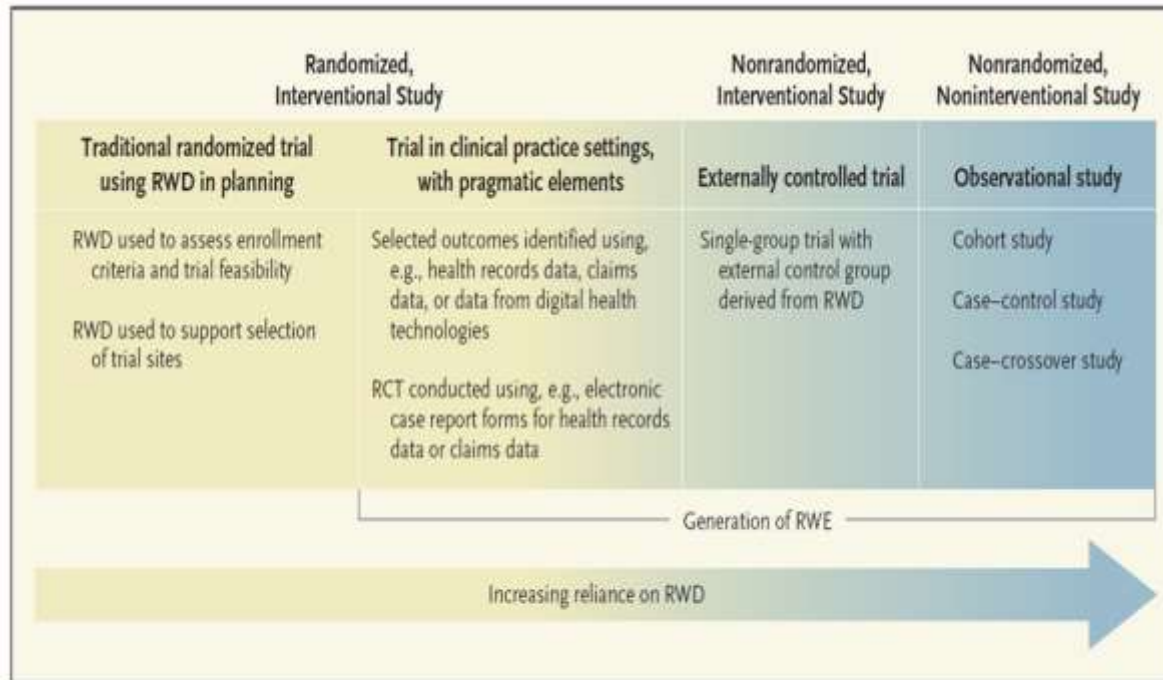 Randomized,
Interventional Study
Nonrandomized,
Interventional Study
Nonrandomized,
Noninterventional Study
Traditional randomized trial
using RWD in planning
Trial in clinical practice settings,
with pragmatic elements
Externally controlled trial
Observational study
RWD used to assess enrollment
criteria and trial feasibility
RWD used to support selection
of trial sites
Selected outcomes identified using,
e.g., health records data, claims
data, or data from digital health
technologies
RCT conducted using, e.g., electronic
case report forms for health records
data or claims data
Single-group trial with
external control group
derived from RWD
Cohort study
Case–control study
Case–crossover study
Generation of RWE
Increasing reliance on RWD